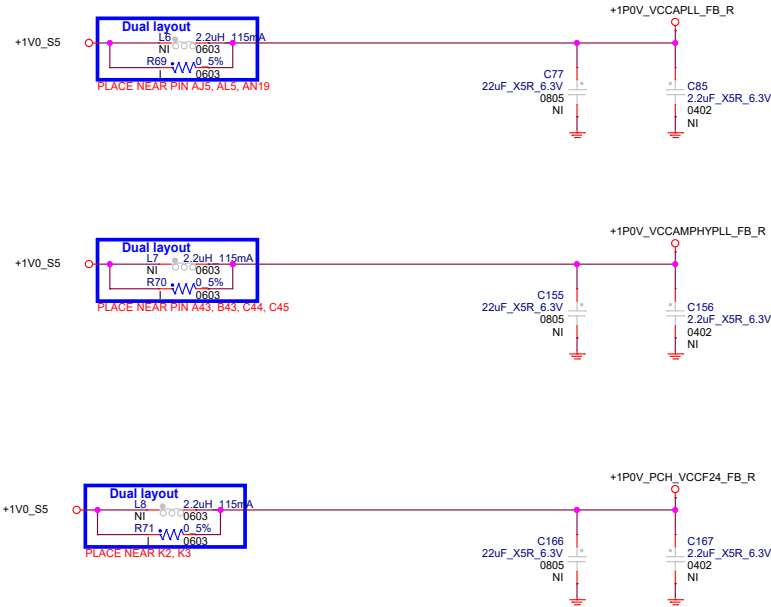 +1P0V_VCCAPLL_FB_R
Dual layout
+1V0_S5
L6 2.2uH_115mA
NI 0603
R69 0_5%
I 0603
PLACE NEAR PIN AJ5, AL5, AN19
C77
22uF_X5R_6.3V
0805
NI
C85
2.2uF_X5R_6.3V
0402
NI
+1P0V_VCCAMPHYPLL_FB_R
Dual layout
+1V0_S5
L7 2.2uH_115mA
NI 0603
R70 0_5%
I 0603
PLACE NEAR PIN A43, B43, C44, C45
C155
22uF_X5R_6.3V
0805
NI
C156
2.2uF_X5R_6.3V
0402
NI
+1P0V_PCH_VCCF24_FB_R
Dual layout
+1V0_S5
L8 2.2uH_115mA
NI 0603
R71 0_5%
I 0603
PLACE NEAR K2, K3
C166
22uF_X5R_6.3V
0805
NI
C167
2.2uF_X5R_6.3V
0402
NI